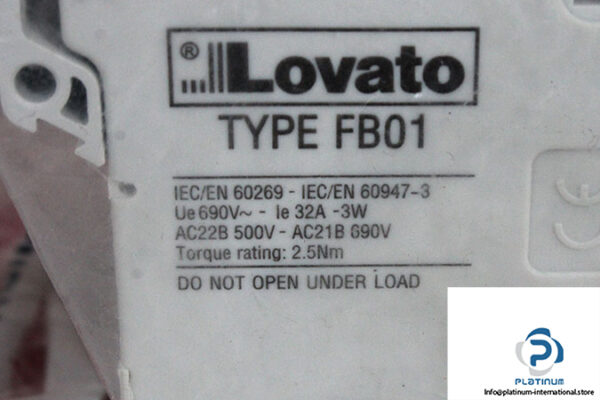 ® Lovato
TYPE FB01
IEC/EN 60269 - IEC/EN 60947-3
Ue 690V~ - Ie 32A -3W
AC22B 500V - AC21B 690V
Torque rating: 2.5Nm
DO NOT OPEN UNDER LOAD
CE
P
PLATINUM
Info@platinum-international.store